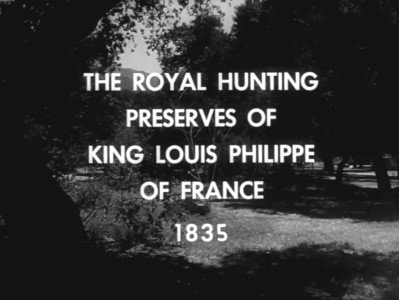 THE ROYAL HUNTING
PRESERVES OF
KING LOUIS PHILIPPE
OF FRANCE
1835